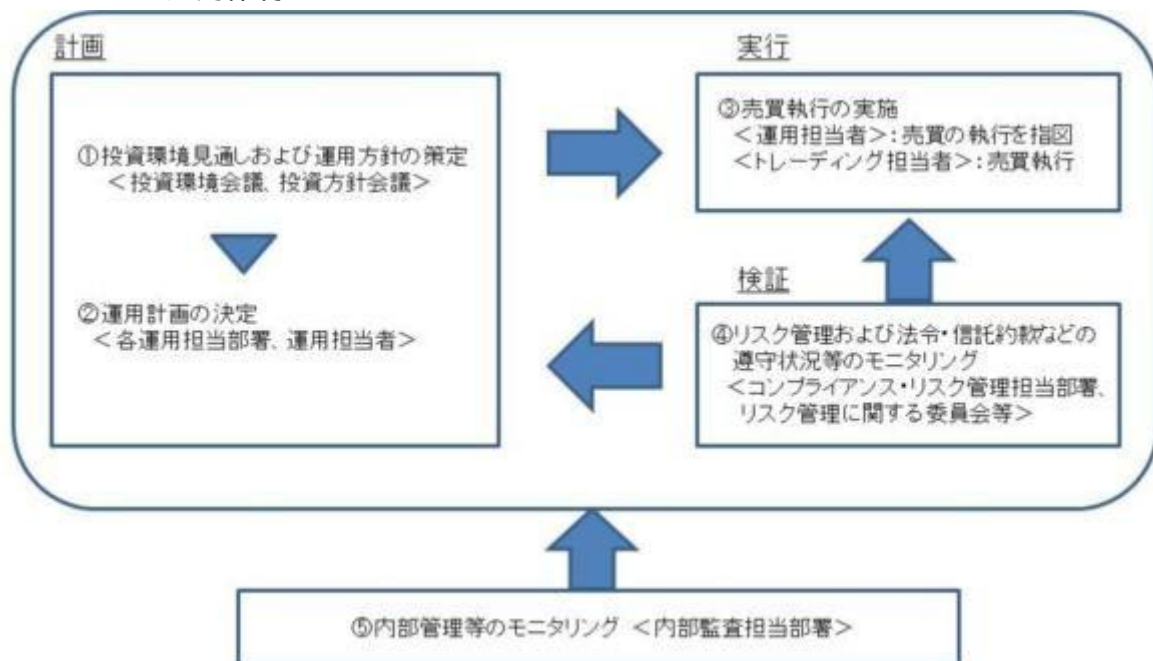 計画
①投資環境見通しおよび運用方針の策定
＜投資環境会議、投資方針会議＞
②運用計画の決定
＜各運用担当部署、運用担当者＞
実行
③売買執行の実施
＜運用担当者＞：売買の執行を指図
＜トレーディング担当者＞：売買執行
検証
④リスク管理および法令・信託約款などの
遵守状況等のモニタリング
＜コンプライアンス・リスク管理担当部署、
リスク管理に関する委員会等＞
⑤内部管理等のモニタリング ＜内部監査担当部署＞